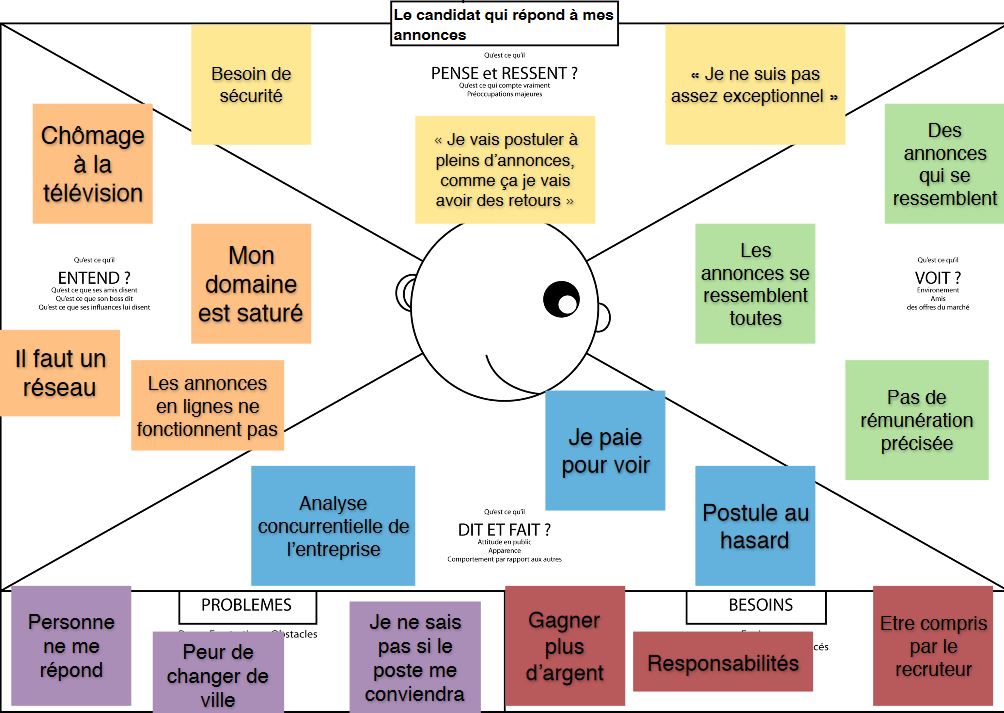 Le candidat qui répond à mes
annonces
Qu'est ce qu'il
PENSE et RESSENT ?
Qu'est ce qui compte vraiment
Préoccupations majeures
Besoin de
sécurité
« Je vais postuler à
pleins d'annonces,
comme ça je vais
avoir des retours »
« Je ne suis pas
assez exceptionnel »
Chômage
à la
télévision
Qu'est ce qu'il
ENTEND ?
Qu'est ce que ses amis disent
Qu'est ce que son boss dit
Qu'est ce que ses influances lui disent
Mon
domaine
est saturé
Il faut un
réseau
Les annonces
en lignes ne
fonctionnent pas
Des
annonces
qui se
ressemblent
Les
annonces se
ressemblent
toutes
Qu'est ce qu'il
VOIT ?
Environement
Amis
des offres du marché
Pas de
rémunération
précisée
Analyse
concurrentielle de
l'entreprise
Je paie
pour voir
Qu'est ce qu'il
DIT ET FAIT ?
Attitude en public
Apparence
Comportement par rapport aux autres
Postule au
hasard
PROBLEMES
Personne
ne me
répond
Peur de
changer de
ville
Je ne sais
pas si le
poste me
conviendra
BESOINS
Gagner
plus
d'argent
Responsabilités
Etre compris
par le
recruteur